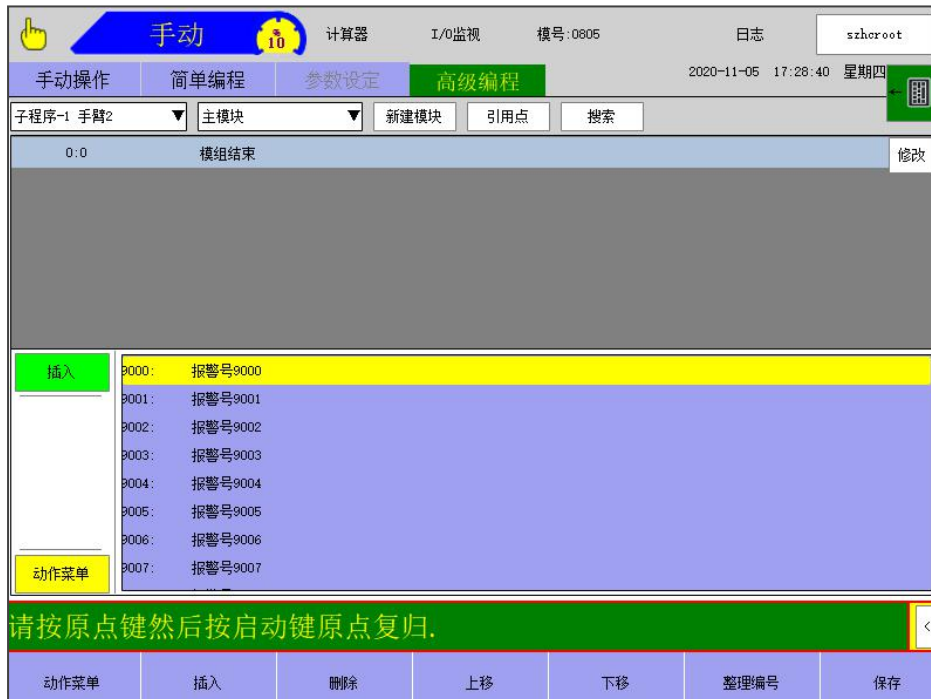 手动
%
10
计算器
I/O监视
模号:0805
日志
szhcroot
手动操作
简单编程
参数设定
高级编程
2020-11-05 17:28:40 星期四
子程序-1 手臂2
主模块
新建模块
引用点
搜索
0:0 模组结束
修改
插入
9000: 报警号9000
9001: 报警号9001
9002: 报警号9002
9003: 报警号9003
9004: 报警号9004
9005: 报警号9005
9006: 报警号9006
9007: 报警号9007
动作菜单
请按原点键然后按启动键原点复归.
<
动作菜单
插入
删除
上移
下移
整理编号
保存